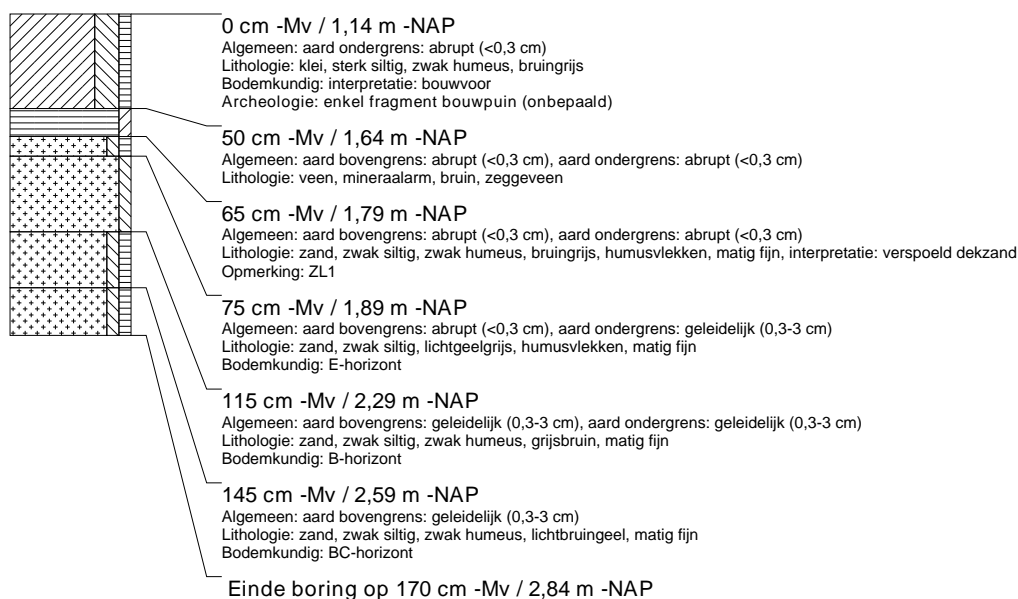 0 cm -Mv / 1,14 m -NAP
Algemeen: aard ondergrens: abrupt (<0,3 cm)
Lithologie: klei, sterk siltig, zwak humeus, bruingrijs
Bodemkundig: interpretatie: bouwvoor
Archeologie: enkel fragment bouwpuin (onbepaald)
50 cm -Mv / 1,64 m -NAP
Algemeen: aard bovengrens: abrupt (<0,3 cm), aard ondergrens: abrupt (<0,3 cm)
Lithologie: veen, mineraalarm, bruin, zeggeveen
65 cm -Mv / 1,79 m -NAP
Algemeen: aard bovengrens: abrupt (<0,3 cm), aard ondergrens: abrupt (<0,3 cm)
Lithologie: zand, zwak siltig, zwak humeus, bruingrijs, humusvlekken, matig fijn, interpretatie: verspoeld dekzand
Opmerking: ZL1
75 cm -Mv / 1,89 m -NAP
Algemeen: aard bovengrens: abrupt (<0,3 cm), aard ondergrens: geleidelijk (0,3-3 cm)
Lithologie: zand, zwak siltig, lichtgeelgrijs, humusvlekken, matig fijn
Bodemkundig: E-horizont
115 cm -Mv / 2,29 m -NAP
Algemeen: aard bovengrens: geleidelijk (0,3-3 cm), aard ondergrens: geleidelijk (0,3-3 cm)
Lithologie: zand, zwak siltig, zwak humeus, grijsbruin, matig fijn
Bodemkundig: B-horizont
145 cm -Mv / 2,59 m -NAP
Algemeen: aard bovengrens: geleidelijk (0,3-3 cm)
Lithologie: zand, zwak siltig, zwak humeus, lichtbruingeel, matig fijn
Bodemkundig: BC-horizont
Einde boring op 170 cm -Mv / 2,84 m -NAP